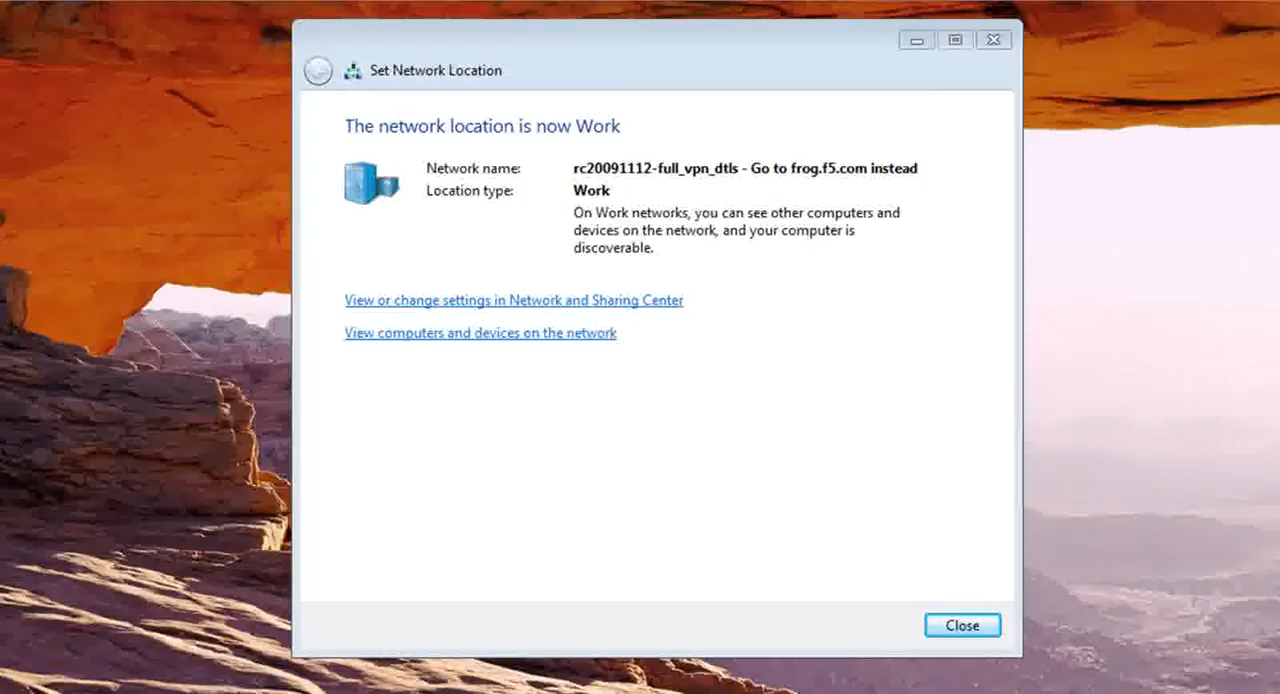 Set Network Location
The network location is now Work
Network name: rc20091112-full_vpn_dtls - Go to frog.f5.com instead
Location type: Work
On Work networks, you can see other computers and
devices on the network, and your computer is
discoverable.
View or change settings in Network and Sharing Center
View computers and devices on the network
Close